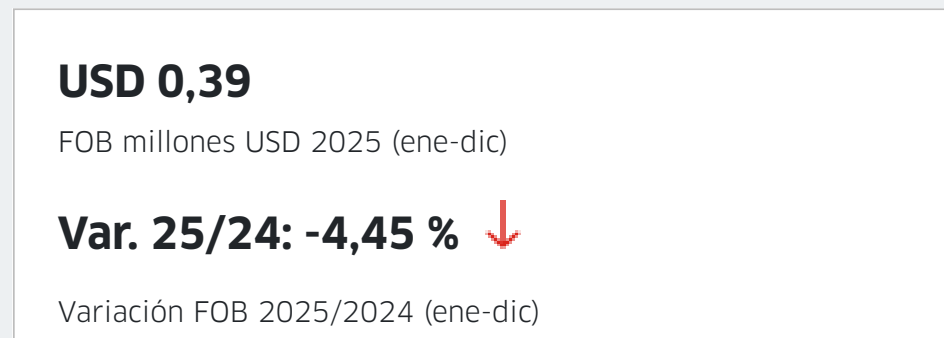 USD 0,39
FOB millones USD 2025 (ene-dic)
Var. 25/24: -4,45 %
Variación FOB 2025/2024 (ene-dic)